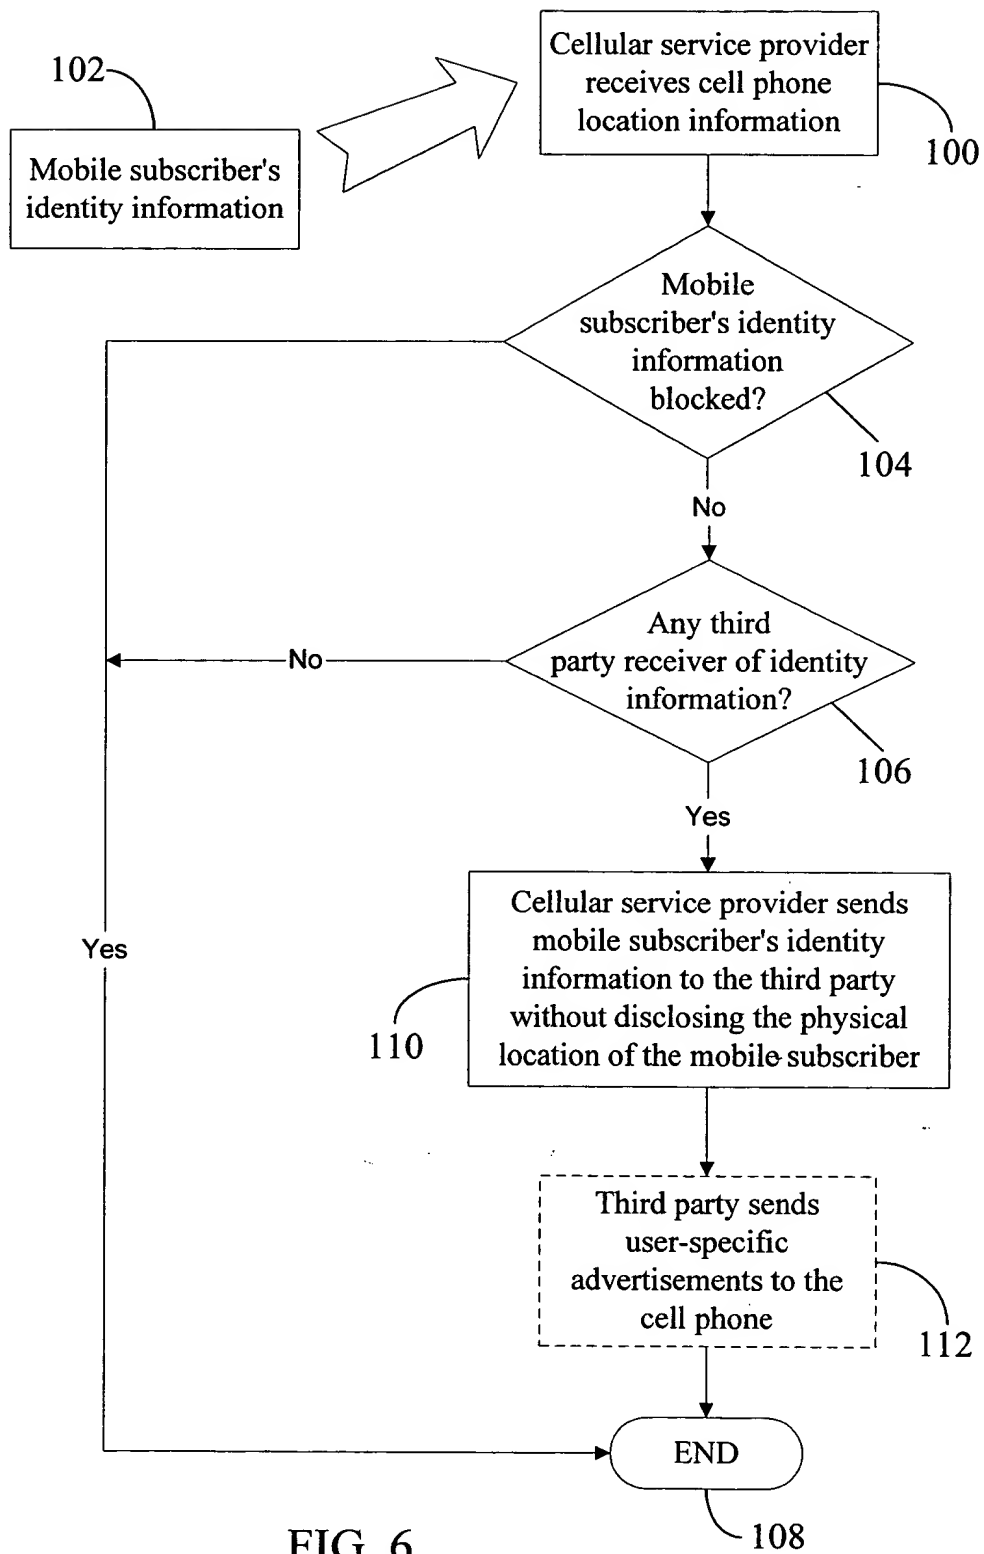 102
Mobile subscriber's
identity information
Cellular service provider
receives cell phone
location information
100
Mobile
subscriber's identity
information
blocked?
104
No
Any third
party receiver of identity
information?
106
No
Yes
Cellular service provider sends
mobile subscriber's identity
information to the third party
without disclosing the physical
location of the mobile subscriber
110
Yes
Third party sends
user-specific
advertisements to the
cell phone
112
END
108
FIG. 6